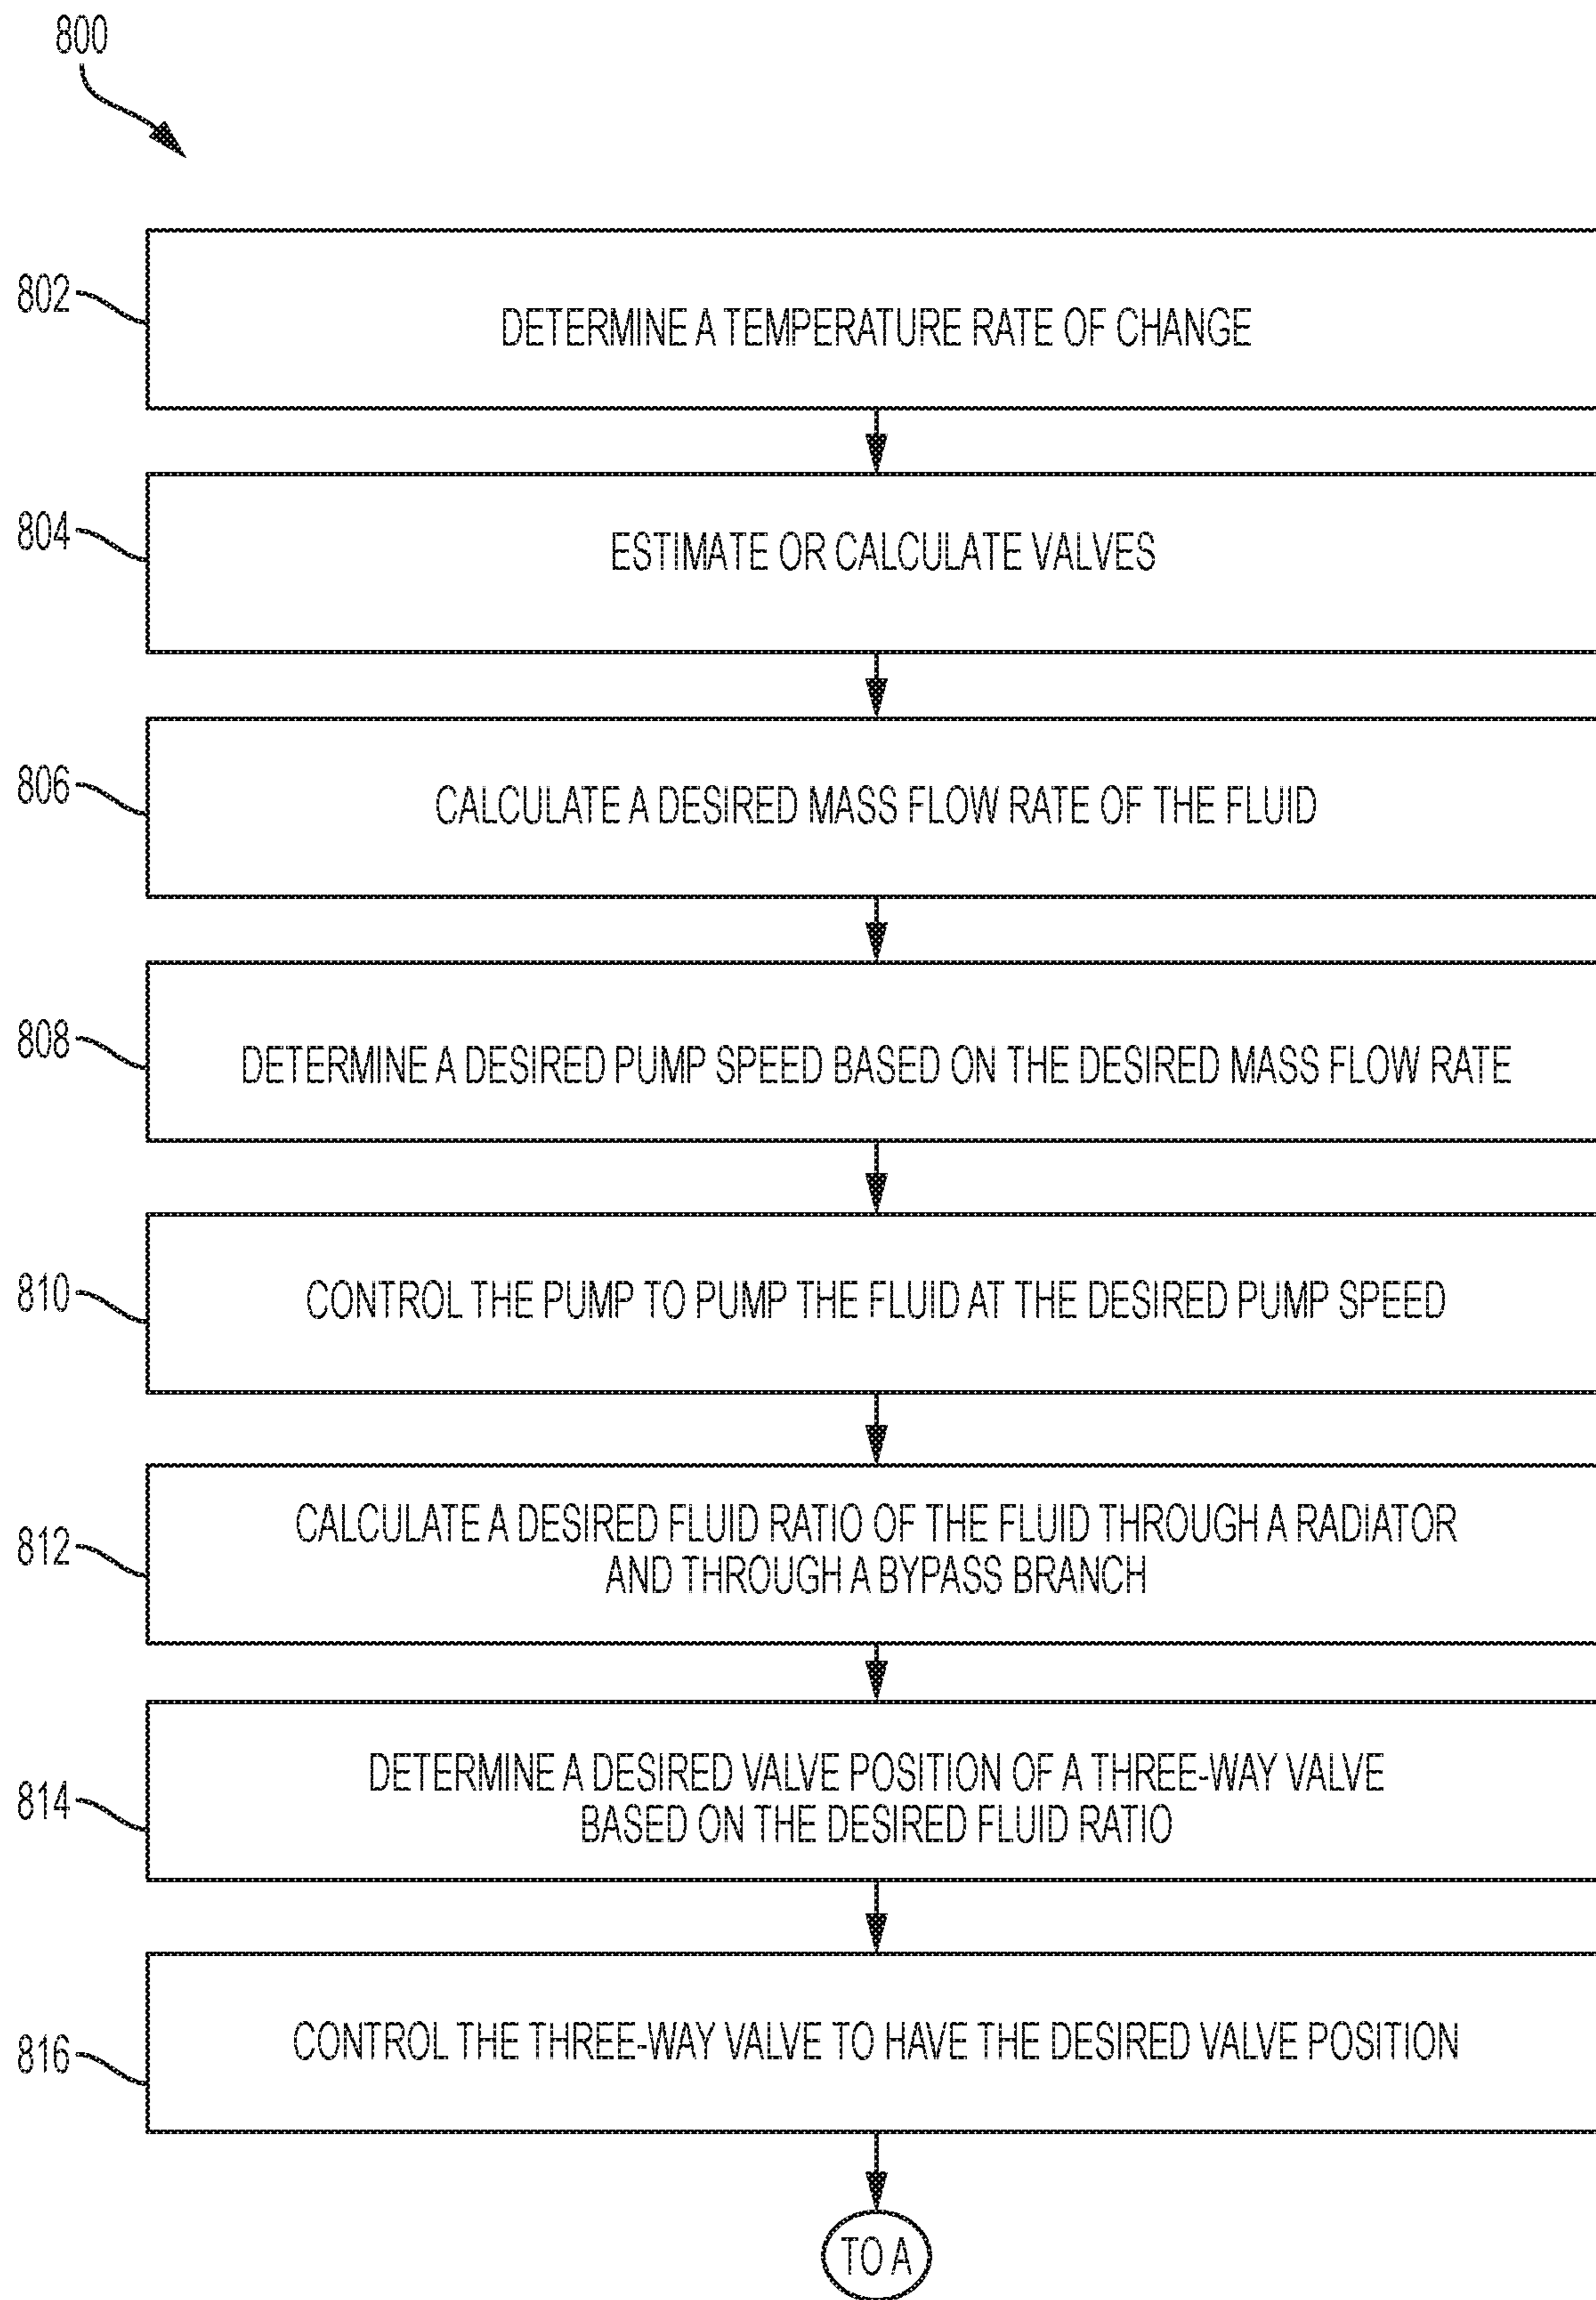 800
802
DETERMINE A TEMPERATURE RATE OF CHANGE
804
ESTIMATE OR CALCULATE VALVES
806
CALCULATE A DESIRED MASS FLOW RATE OF THE FLUID
808
DETERMINE A DESIRED PUMP SPEED BASED ON THE DESIRED MASS FLOW RATE
810
CONTROL THE PUMP TO PUMP THE FLUID AT THE DESIRED PUMP SPEED
812
CALCULATE A DESIRED FLUID RATIO OF THE FLUID THROUGH A RADIATOR
AND THROUGH A BYPASS BRANCH
814
DETERMINE A DESIRED VALVE POSITION OF A THREE-WAY VALVE
BASED ON THE DESIRED FLUID RATIO
816
CONTROL THE THREE-WAY VALVE TO HAVE THE DESIRED VALVE POSITION
TO A